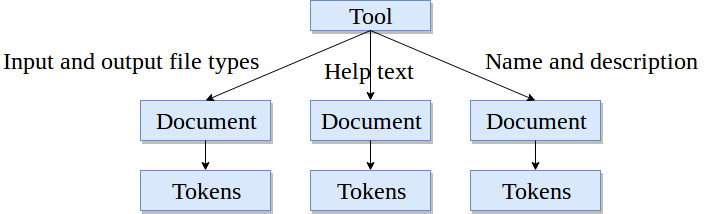 Tool
Input and output file types
Help text
Name and description
Document
Document
Document
Tokens
Tokens
Tokens